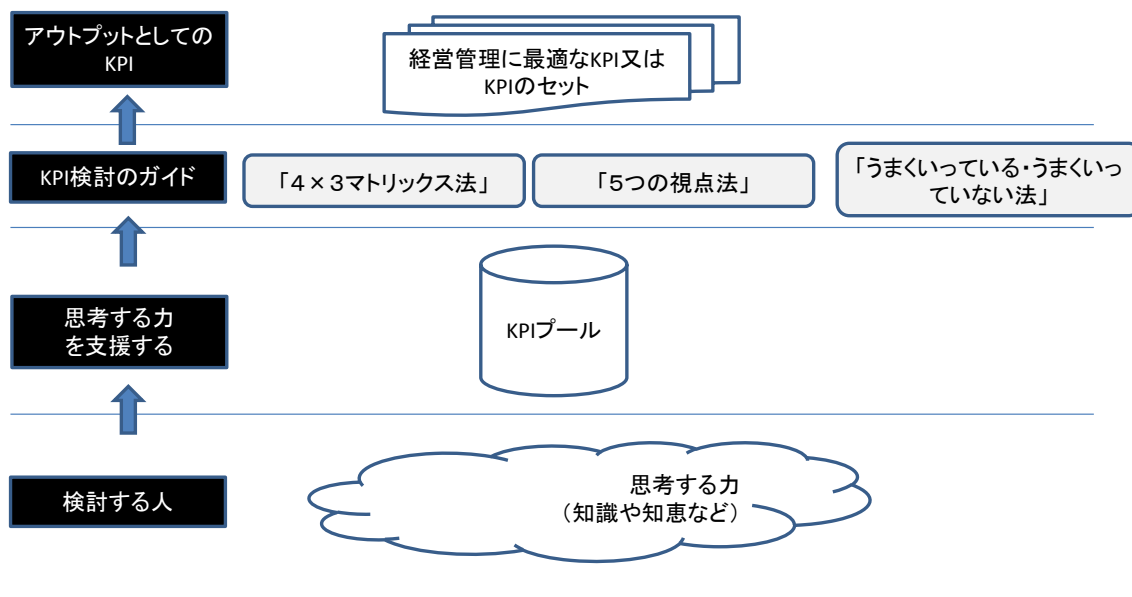 アウトプットとしての
KPI
経営管理に最適なKPI又は
KPIのセット
KPI検討のガイド
「４×３マトリックス法」
「５つの視点法」
「うまくいっている・うまくいっ
ていない法」
思考する力
を支援する
KPIプール
検討する人
思考する力
（知識や知恵など）